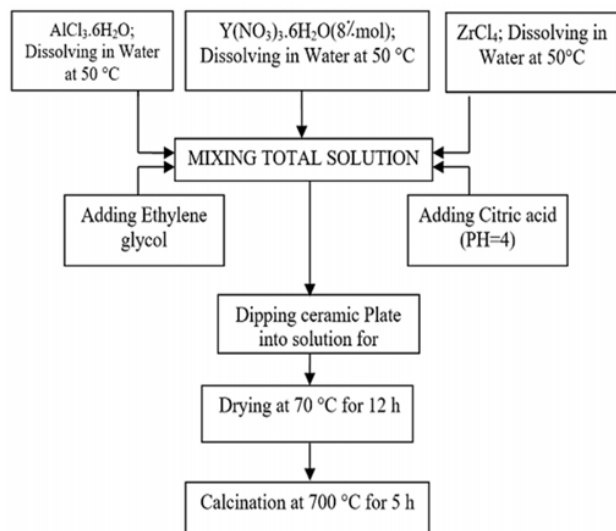 AlCl₃.6H₂O;
Dissolving in Water
at 50 °C
Y(NO₃)₃.6H₂O(8٪mol);
Dissolving in Water at 50 °C
ZrCl₄; Dissolving in
Water at 50°C
MIXING TOTAL SOLUTION
Adding Ethylene
glycol
Adding Citric acid
(PH=4)
Dipping ceramic Plate
into solution for
Drying at 70 °C for 12 h
Calcination at 700 °C for 5 h